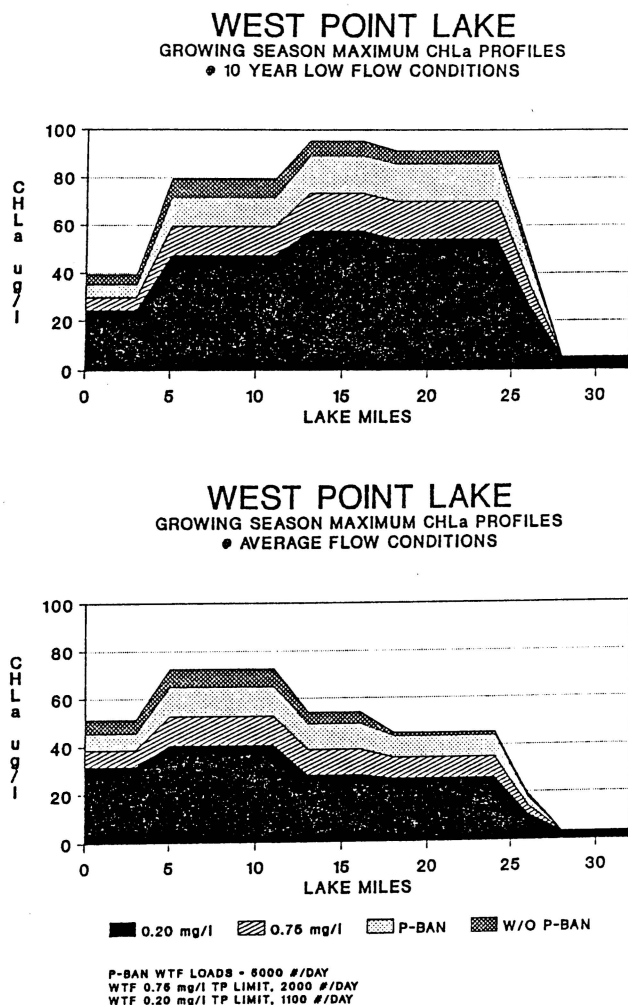 WEST POINT LAKE
GROWING SEASON MAXIMUM CHLa PROFILES
@ 10 YEAR LOW FLOW CONDITIONS
CHLa ug/l
100
80
60
40
20
0
0 5 10 15 20 25 30
LAKE MILES
WEST POINT LAKE
GROWING SEASON MAXIMUM CHLa PROFILES
@ AVERAGE FLOW CONDITIONS
CHLa ug/l
100
80
60
40
20
0
0 5 10 15 20 25 30
LAKE MILES
0.20 mg/l 0.75 mg/l P-BAN W/O P-BAN
P-BAN WTF LOADS - 5000 #/DAY
WTF 0.75 mg/l TP LIMIT, 2000 #/DAY
WTF 0.20 mg/l TP LIMIT, 1100 #/DAY